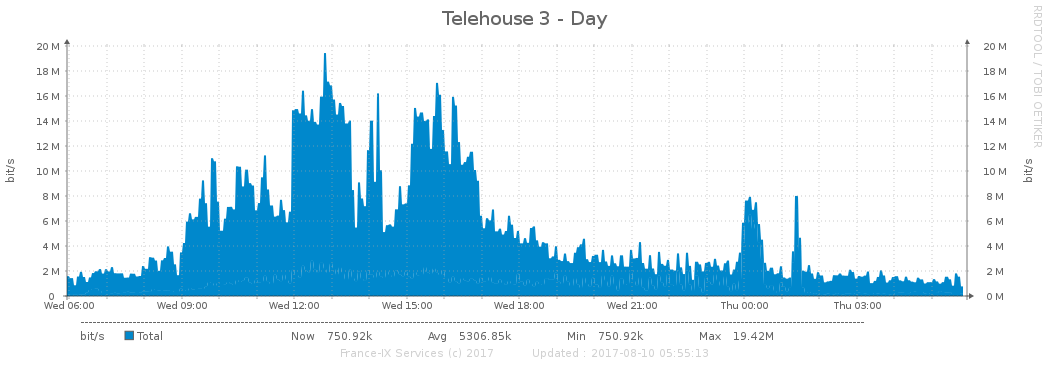 Telehouse 3 - Day
RRDTOOL / TOBI OETIKER
bit/s
20 M 20 M
18 M 18 M
16 M 16 M
14 M 14 M
12 M 12 M
10 M 10 M
8 M 8 M
6 M 6 M
4 M 4 M
2 M 2 M
0 0 M
bit/s
Wed 06:00 Wed 09:00 Wed 12:00 Wed 15:00 Wed 18:00 Wed 21:00 Thu 00:00 Thu 03:00
bit/s Total Now 750.92k Avg 5306.85k Min 750.92k Max 19.42M
France-IX Services (c) 2017 Updated : 2017-08-10 05:55:13